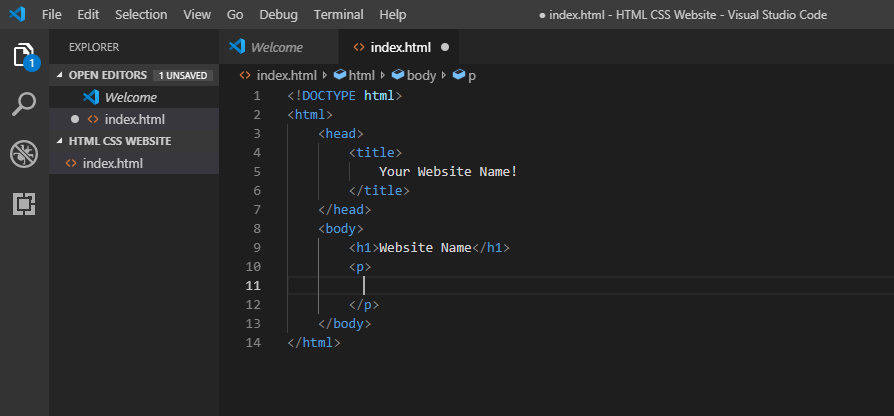 File Edit Selection View Go Debug Terminal Help ● index.html - HTML CSS Website - Visual Studio Code
EXPLORER
Welcome
<> index.html ●
OPEN EDITORS 1 UNSAVED
Welcome
● <> index.html
HTML CSS WEBSITE
<> index.html
1
<> index.html › html › body › p
1 <!DOCTYPE html>
2 <html>
3 <head>
4 <title>
5 Your Website Name!
6 </title>
7 </head>
8 <body>
9 <h1>Website Name</h1>
10 <p>
11
12 </p>
13 </body>
14 </html>